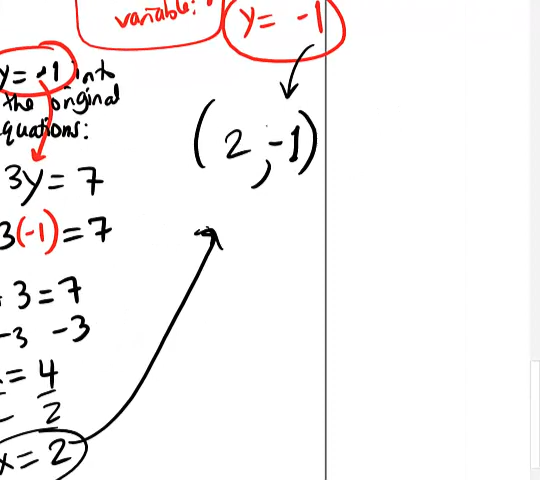 variable:
y = -1
y = -1 into
the original
equations:
3y = 7
(2, -1)
3(-1) = 7
3 = 7
-3 -3
= 4
2
x = 2